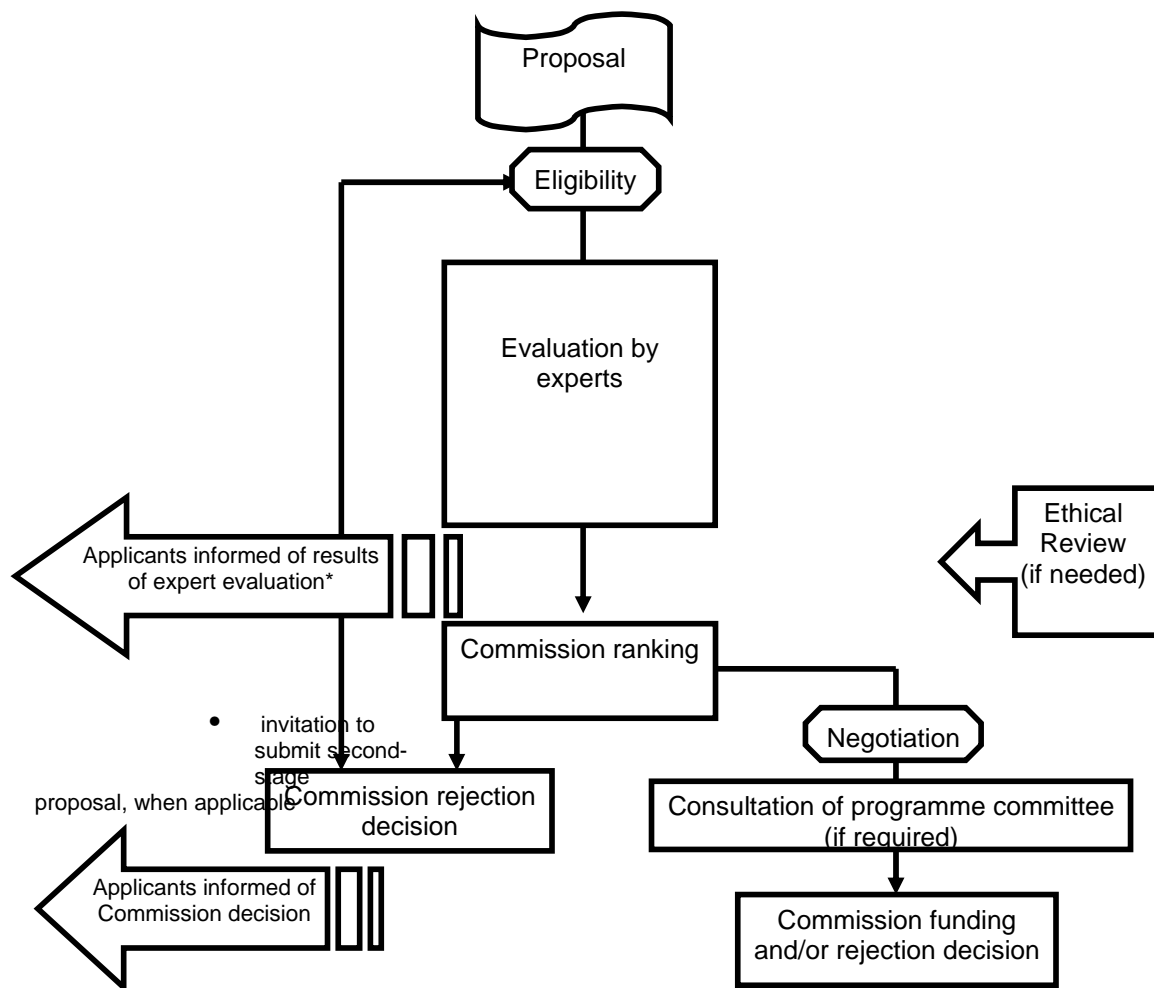 Proposal
Eligibility
Evaluation by
experts
Applicants informed of results
of expert evaluation*
Ethical
Review
(if needed)
Commission ranking
• invitation to
submit second-
stage
proposal, when applicable
Negotiation
Commission rejection
decision
Consultation of programme committee
(if required)
Applicants informed of
Commission decision
Commission funding
and/or rejection decision